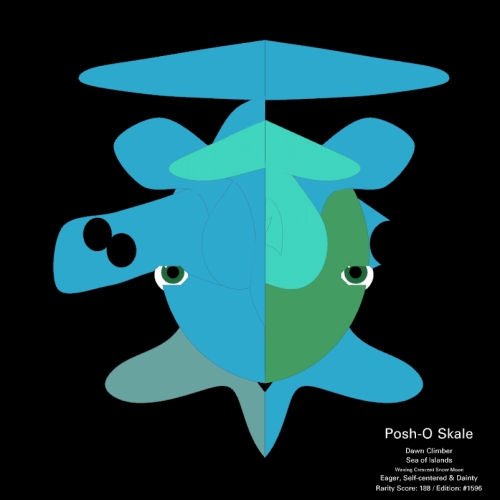 Posh-O Skale
Dawn Climber
Sea of Islands
Waxing Crescent Snow Moon
Eager, Self-centered & Dainty
Rarity Score: 188 / Edition: #1596